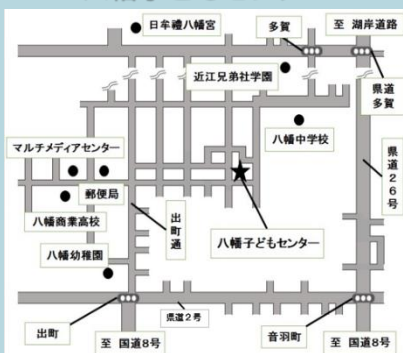 日牟禮八幡宮
多賀
至 湖岸道路
近江兄弟社学園
県道
多賀
八幡中学校
マルチメディアセンター
県道26号
郵便局
出町通
八幡商業高校
八幡子どもセンター
八幡幼稚園
県道2号
出町
音羽町
至 国道8号
至 国道8号